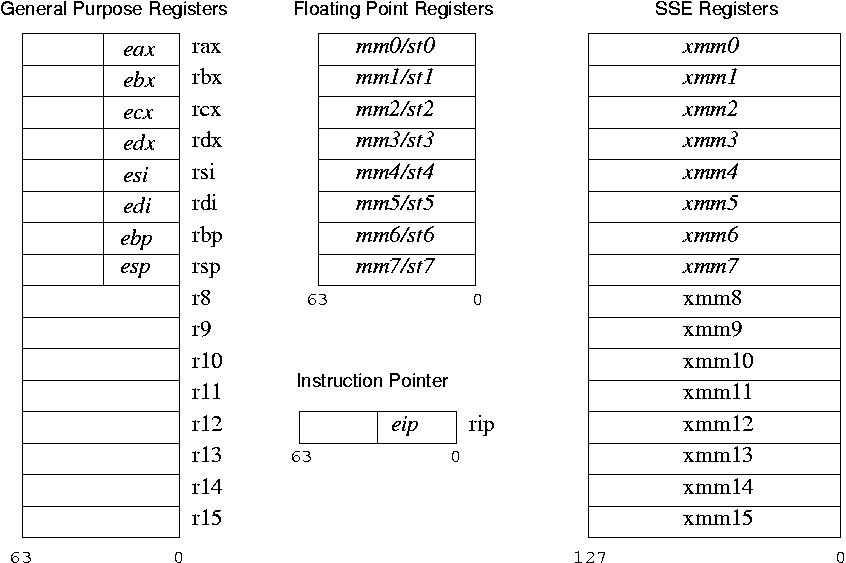 General Purpose Registers
eax rax
ebx rbx
ecx rcx
edx rdx
esi rsi
edi rdi
ebp rbp
esp rsp
r8
r9
r10
r11
r12
r13
r14
r15
63 0
Floating Point Registers
mm0/st0
mm1/st1
mm2/st2
mm3/st3
mm4/st4
mm5/st5
mm6/st6
mm7/st7
63 0
Instruction Pointer
eip rip
63 0
SSE Registers
xmm0
xmm1
xmm2
xmm3
xmm4
xmm5
xmm6
xmm7
xmm8
xmm9
xmm10
xmm11
xmm12
xmm13
xmm14
xmm15
127 0